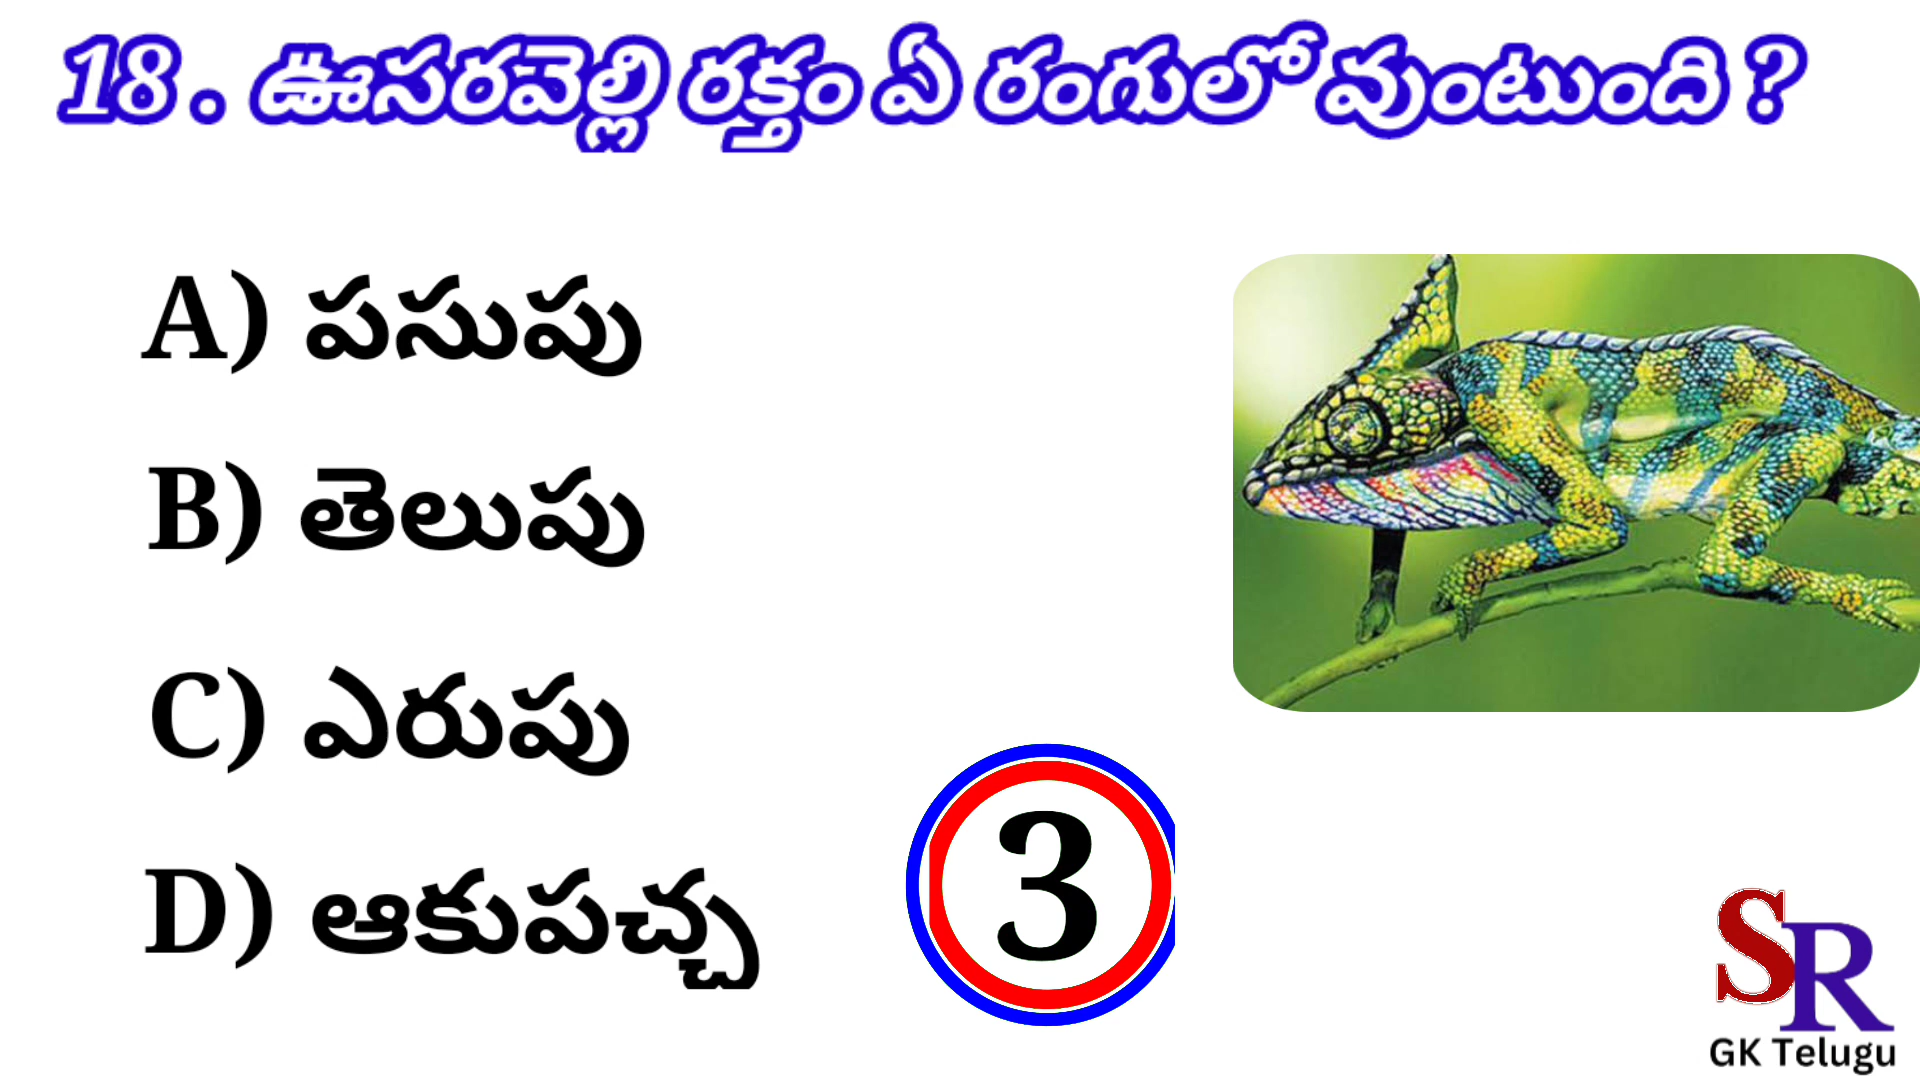 18 . ఊసరవెల్లి రక్తం ఏ రంగులో వుంటుంది ?
A) పసుపు
B) తెలుపు
C) ఎరుపు
D) ఆకుపచ్చ
3
SR
GK Telugu